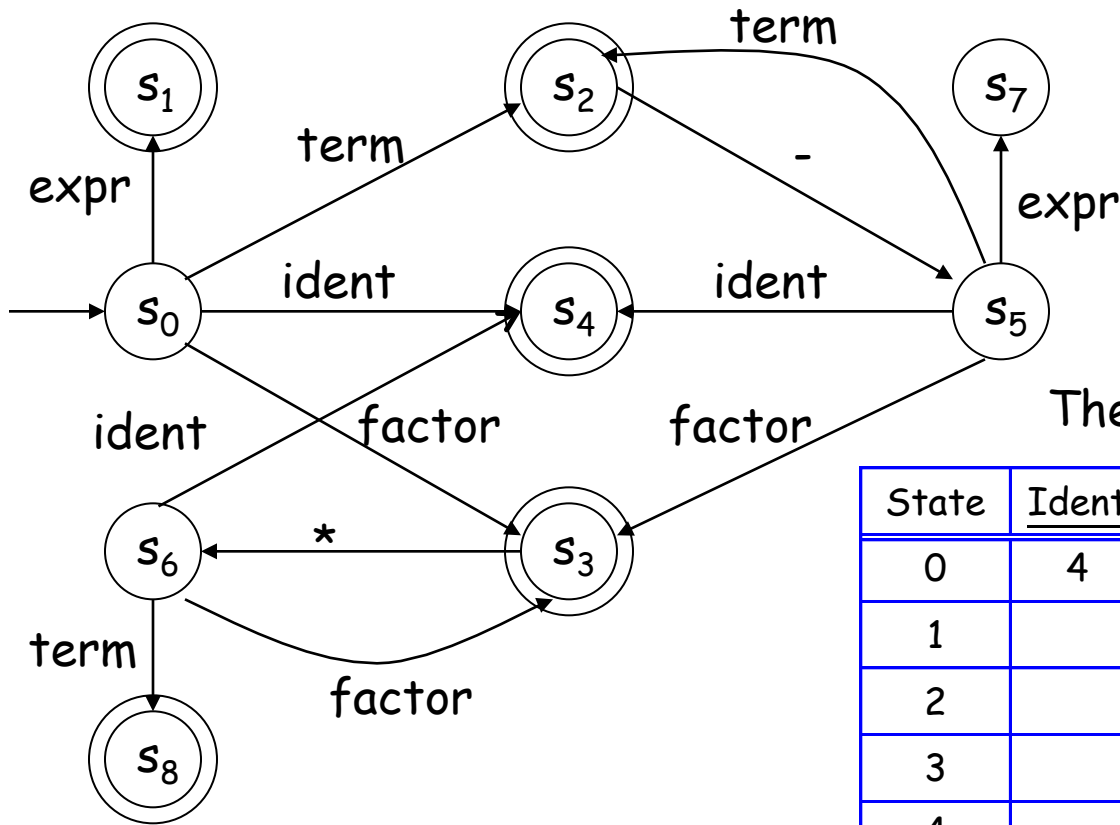 term
s₁
s₂
s₇
term
-
expr
expr
ident
ident
s₀
s₄
s₅
The
ident
factor
factor
State Ident
0 4
s₆
*
s₃
1
term
2
factor
s₈
3